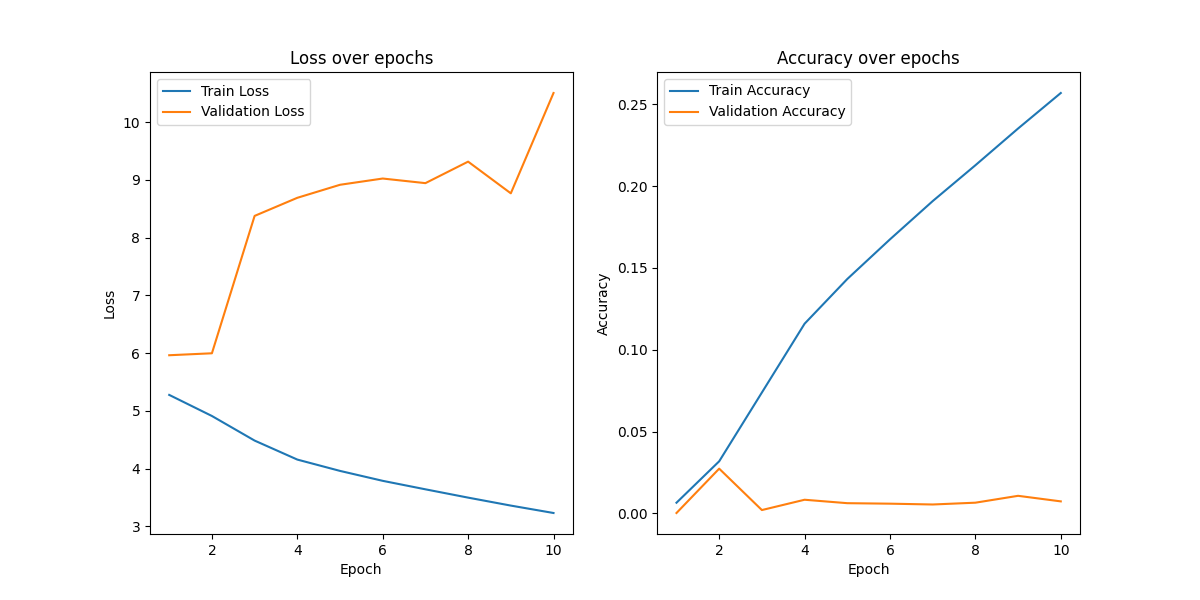 Loss over epochs
Train Loss
Validation Loss
10
9
8
7
6
5
4
3
Loss
2 4 6 8 10
Epoch
Accuracy over epochs
Train Accuracy
Validation Accuracy
0.25
0.20
0.15
0.10
0.05
0.00
Accuracy
2 4 6 8 10
Epoch